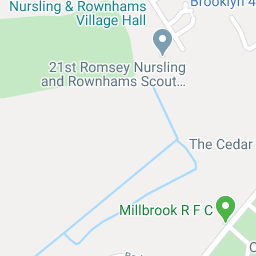 Nursling & Rownhams
Village Hall
Brooklyn 4
21st Romsey Nursling
and Rownhams Scout...
The Cedar
Millbrook R F C